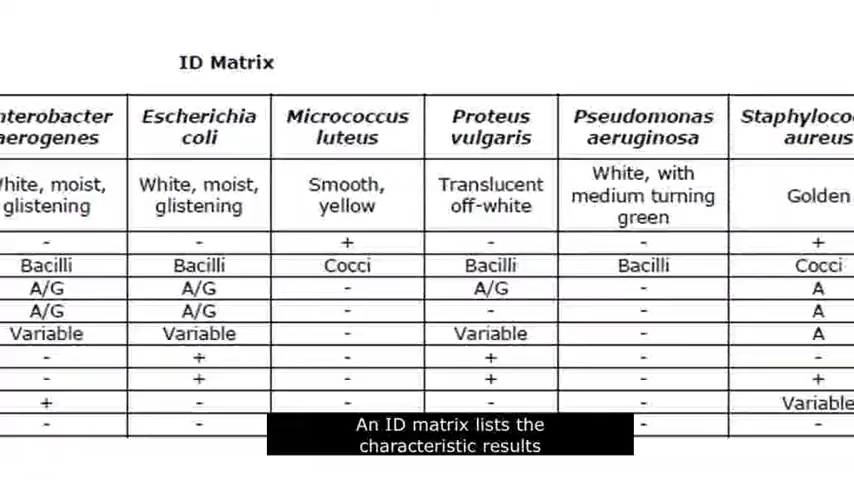 ID Matrix
nterobacter Escherichia Micrococcus Proteus Pseudomonas Staphyloco
aerogenes coli luteus vulgaris aeruginosa aureus
White, moist, White, moist, Smooth, Translucent White, with Golden
glistening glistening yellow off-white medium turning
green
- - + - - +
Bacilli Bacilli Cocci Bacilli Bacilli Cocci
A/G A/G - A/G - A
A/G A/G - - - A
Variable Variable - Variable - A
- + - + - -
- + - + - +
+ - - - - Variable
- - - -
An ID matrix lists the
characteristic results